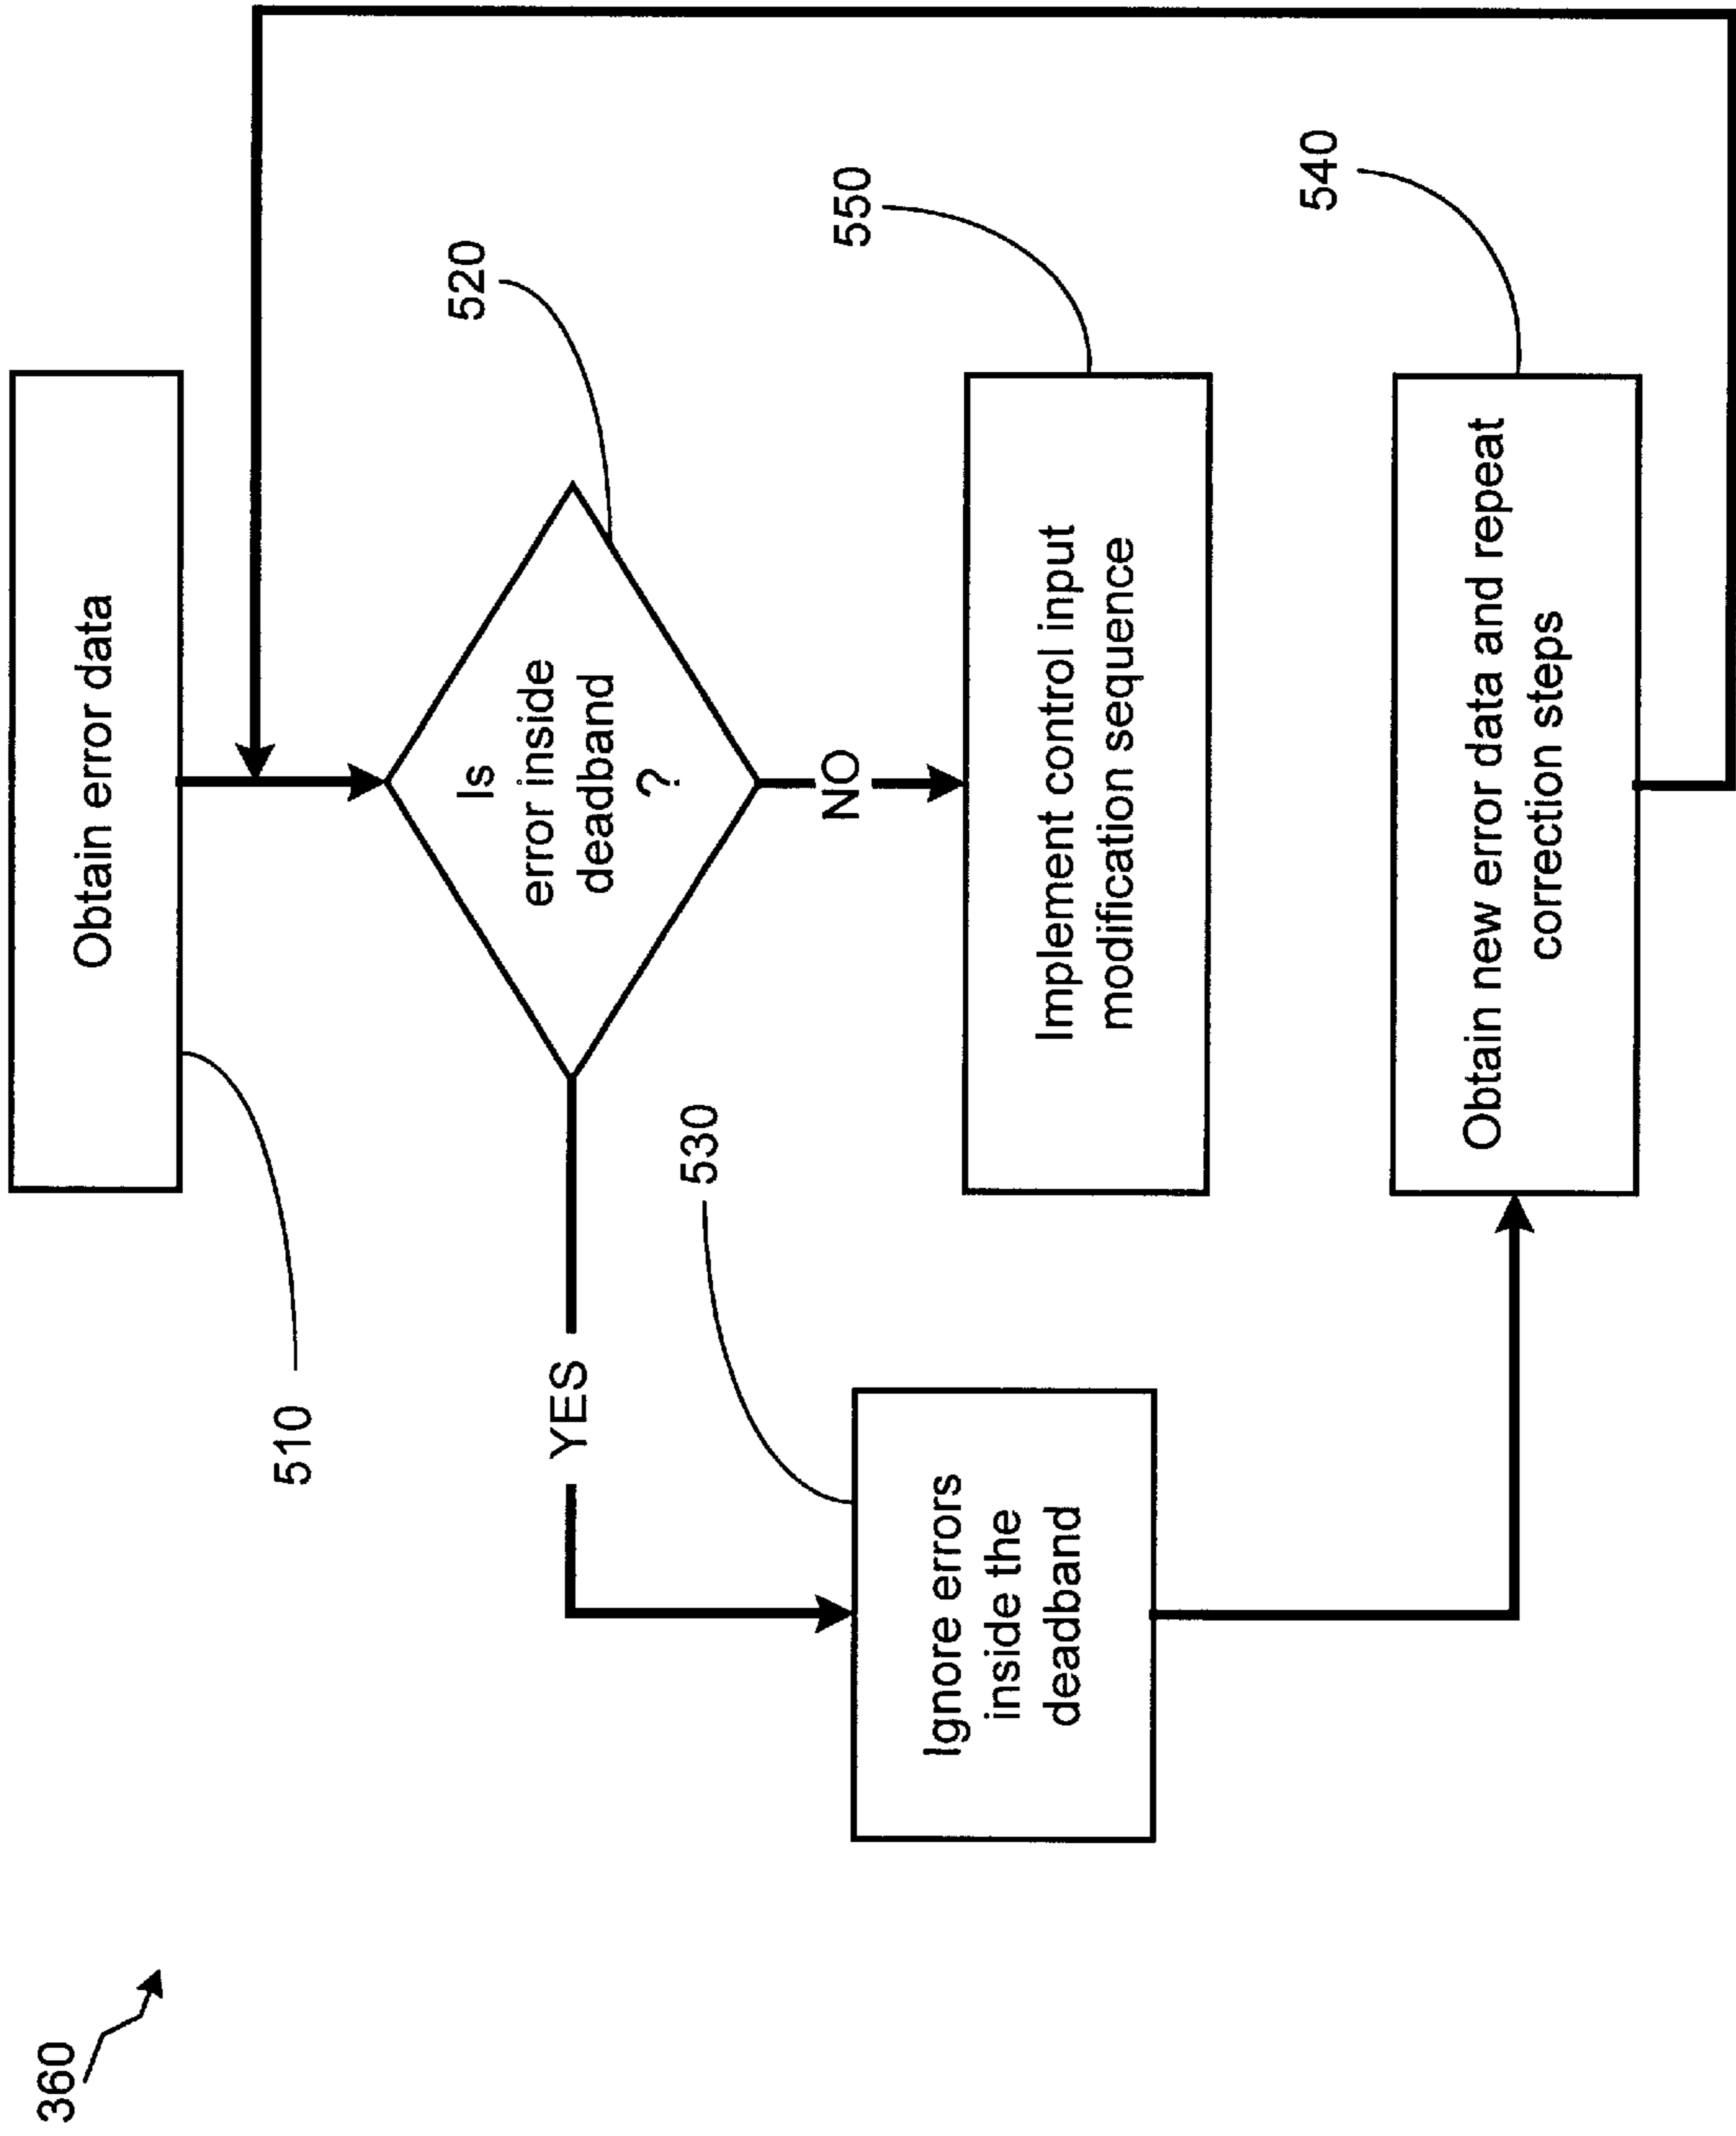 360
Obtain error data
510
Is
error inside
deadband
?
520
YES
NO
530
Ignore errors
inside the
deadband
Implement control input
modification sequence
550
Obtain new error data and repeat
correction steps
540